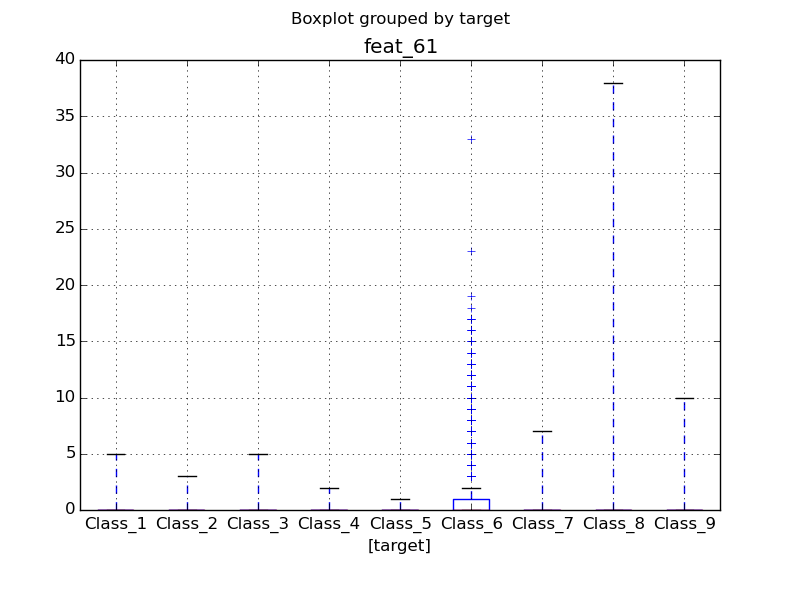 Boxplot grouped by target
feat_61
40
35
30
25
20
15
10
5
0
Class_1 Class_2 Class_3 Class_4 Class_5 Class_6 Class_7 Class_8 Class_9
[target]